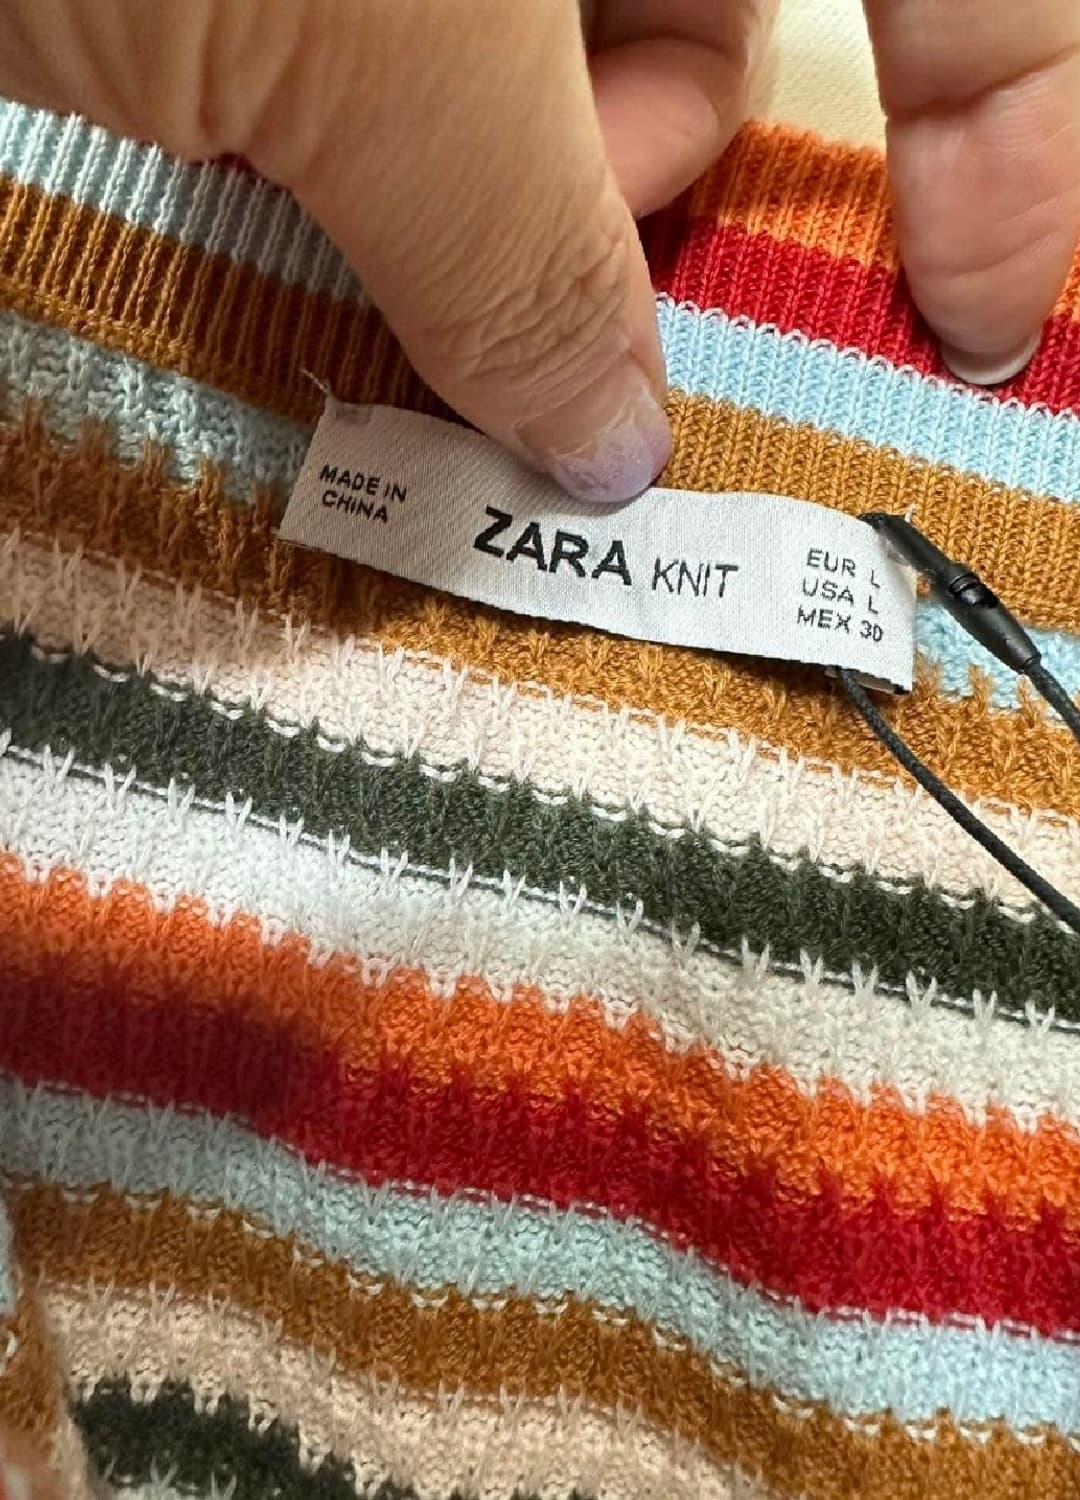 MADE IN
CHINA
ZARA KNIT
EUR L
USA L
MEX 30